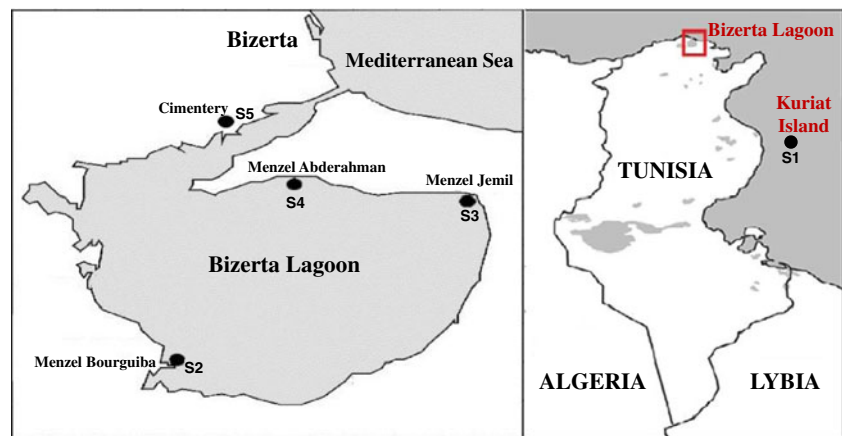 Bizerta
Mediterranean Sea
Cimentery
S5
Menzel Abderahman
S4
Menzel Jemil
S3
Bizerta Lagoon
Menzel Bourguiba
S2
Bizerta Lagoon
Kuriat
Island
S1
TUNISIA
ALGERIA
LYBIA